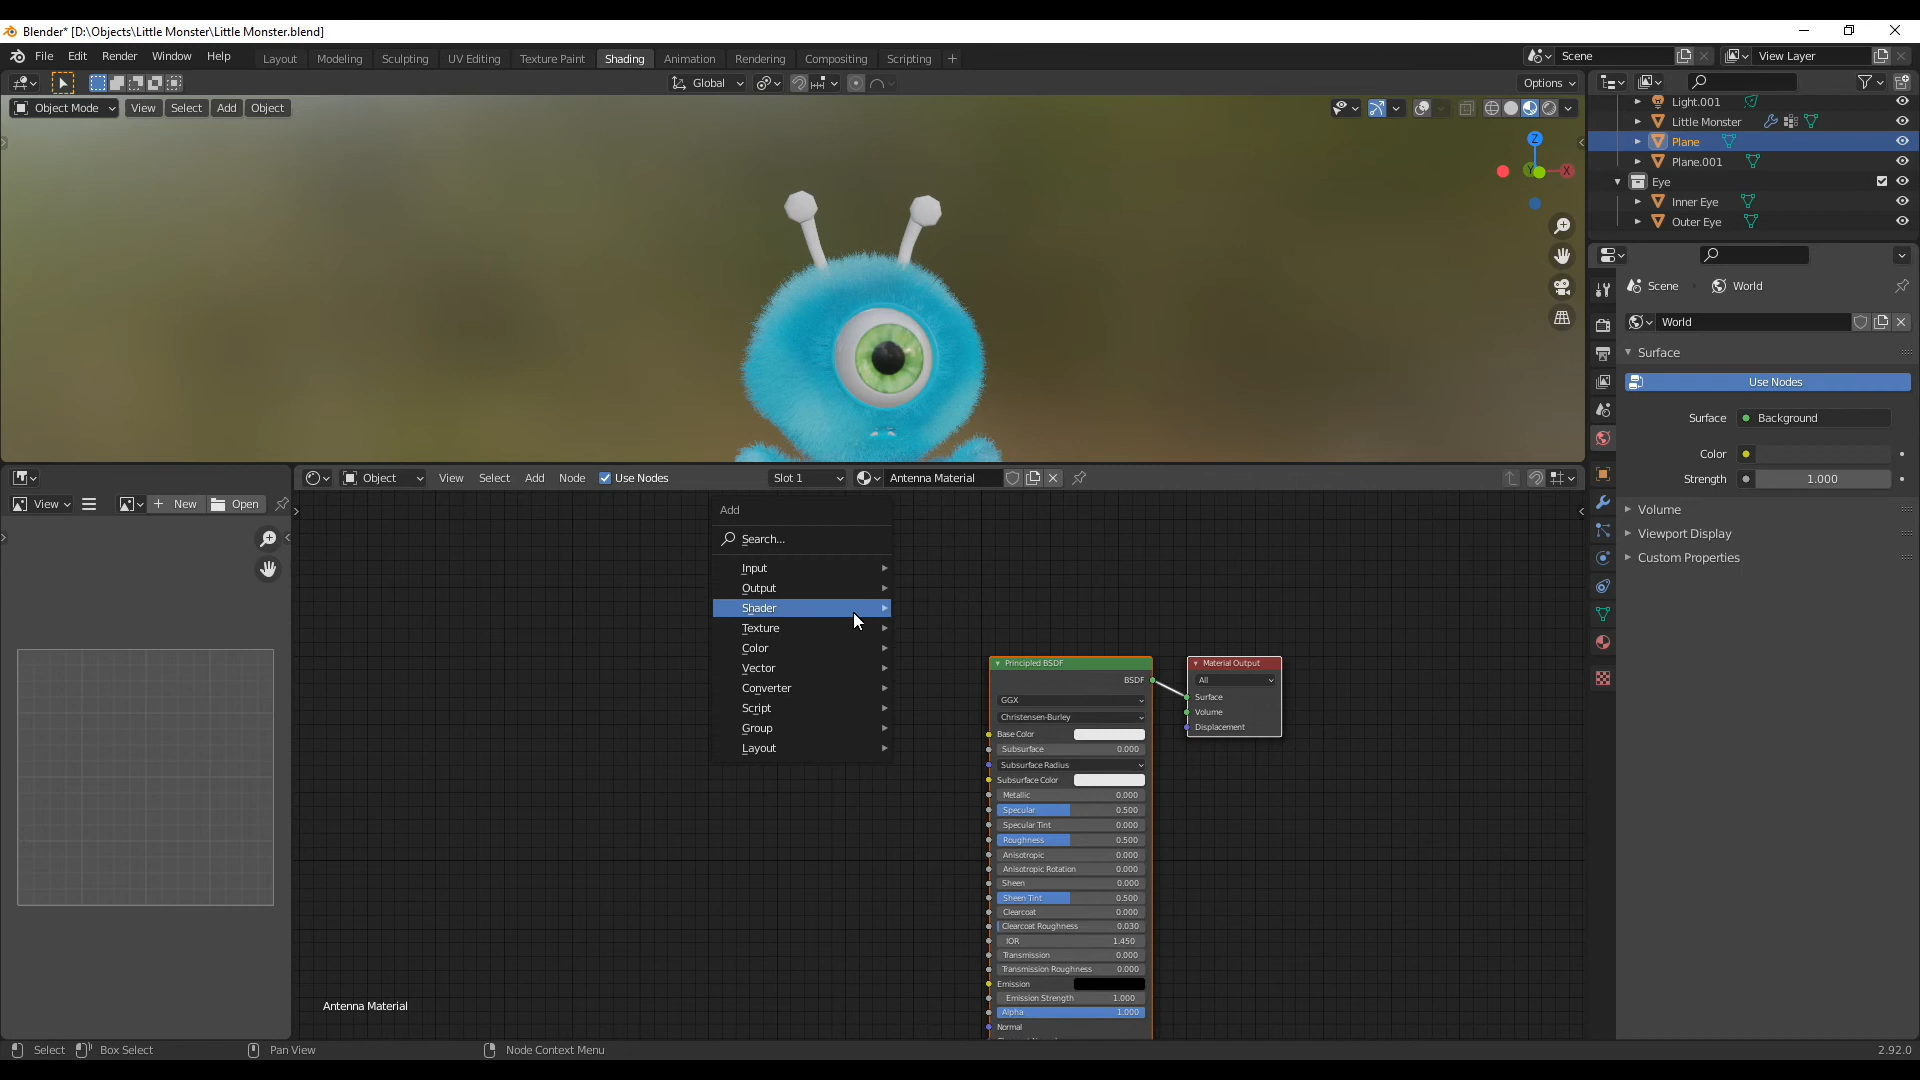 Blender* [D:\Objects\Little Monster\Little Monster.blend]
File Edit Render Window Help Layout Modeling Sculpting UV Editing Texture Paint Shading Animation Rendering Compositing Scripting + Scene View Layer
Global Options
Object Mode View Select Add Object
Light.001
Little Monster
Plane
Plane.001
Eye
Inner Eye
Outer Eye
Z
Y
X
Scene World
World
Surface
Use Nodes
Surface Background
Color
Strength 1.000
Volume
Viewport Display
Custom Properties
Object View Select Add Node Use Nodes Slot 1 Antenna Material
View New Open
Add
Search...
Input
Output
Shader
Texture
Color
Vector
Converter
Script
Group
Layout
Principled BSDF
BSDF
GGX
Christensen-Burley
Base Color
Subsurface 0.000
Subsurface Radius
Subsurface Color
Metallic 0.000
Specular 0.500
Specular Tint 0.000
Roughness 0.500
Anisotropic 0.000
Anisotropic Rotation 0.000
Sheen 0.000
Sheen Tint 0.500
Clearcoat 0.000
Clearcoat Roughness 0.030
IOR 1.450
Transmission 0.000
Transmission Roughness 0.000
Emission
Emission Strength 1.000
Alpha 1.000
Normal
Material Output
All
Surface
Volume
Displacement
Antenna Material
Select Box Select Pan View Node Context Menu 2.92.0